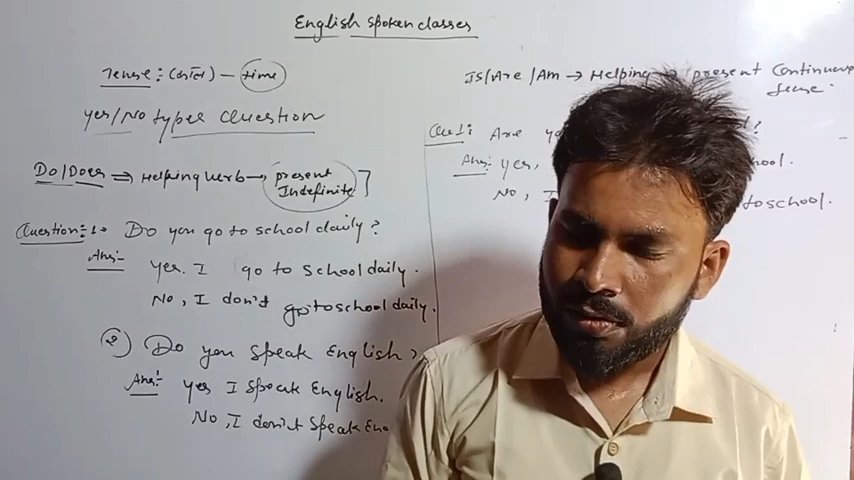 English spoken classes
Tense : (काल) – time
yes/No types Question
Do/Does ⇒ Helping verb → present Indefinite
Question:- 1 Do you go to school daily?
Ans:- yes. I go to school daily.
No, I don't go to school daily.
(2) Do you speak English?
Ans:- yes I speak English.
No, I don't speak
Is/Are/Am → Helping → present Continuous
Tense.
Que 1: Are
Ans:- yes,
No, I
to school.